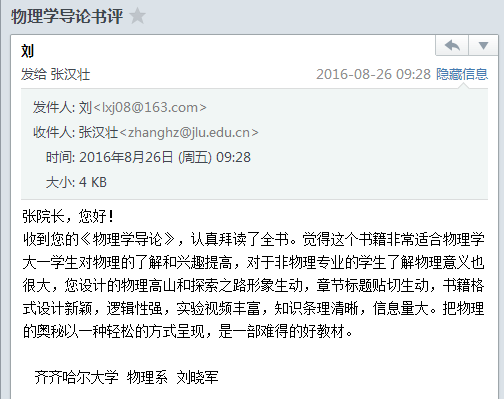 物理学导论书评
刘
发给 张汉壮 2016-08-26 09:28 隐藏信息
发件人: 刘<lxj08@163.com>
收件人: 张汉壮<zhanghz@jlu.edu.cn>
时间: 2016年8月26日 (周五) 09:28
大小: 4 KB
张院长，您好!
收到您的《物理学导论》，认真拜读了全书。觉得这个书籍非常适合物理学
大一学生对物理的了解和兴趣提高，对于非物理专业的学生了解物理意义也
很大，您设计的物理高山和探索之路形象生动，章节标题贴切生动，书籍格
式设计新颖，逻辑性强，实验视频丰富，知识条理清晰，信息量大。把物理
的奥秘以一种轻松的方式呈现，是一部难得的好教材。
齐齐哈尔大学 物理系 刘晓军